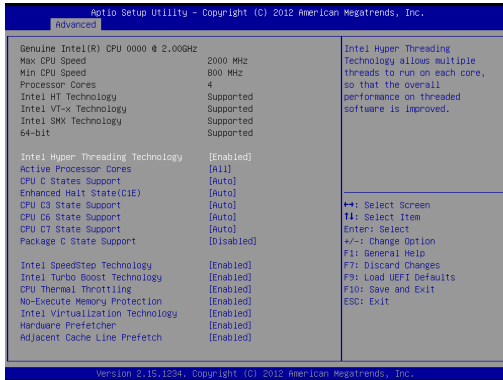 Aptio Setup Utility – Copyright (C) 2012 American Megatrends, Inc.
Advanced
Genuine Intel(R) CPU 0000 @ 2.00GHz
Max CPU Speed 2000 MHz
Min CPU Speed 800 MHz
Processor Cores 4
Intel HT Technology Supported
Intel VT-x Technology Supported
Intel SMX Technology Supported
64-bit Supported
Intel Hyper Threading Technology [Enabled]
Active Processor Cores [All]
CPU C States Support [Auto]
Enhanced Halt State(C1E) [Auto]
CPU C3 State Support [Auto]
CPU C6 State Support [Auto]
CPU C7 State Support [Auto]
Package C State Support [Disabled]
Intel SpeedStep Technology [Enabled]
Intel Turbo Boost Technology [Enabled]
CPU Thermal Throttling [Enabled]
No-Execute Memory Protection [Enabled]
Intel Virtualization Technology [Enabled]
Hardware Prefetcher [Enabled]
Adjacent Cache Line Prefetch [Enabled]
Intel Hyper Threading
Technology allows multiple
threads to run on each core,
so that the overall
performance on threaded
software is improved.
↔: Select Screen
↑↓: Select Item
Enter: Select
+/-: Change Option
F1: General Help
F7: Discard Changes
F9: Load UEFI Defaults
F10: Save and Exit
ESC: Exit
Version 2.15.1234. Copyright (C) 2012 American Megatrends, Inc.